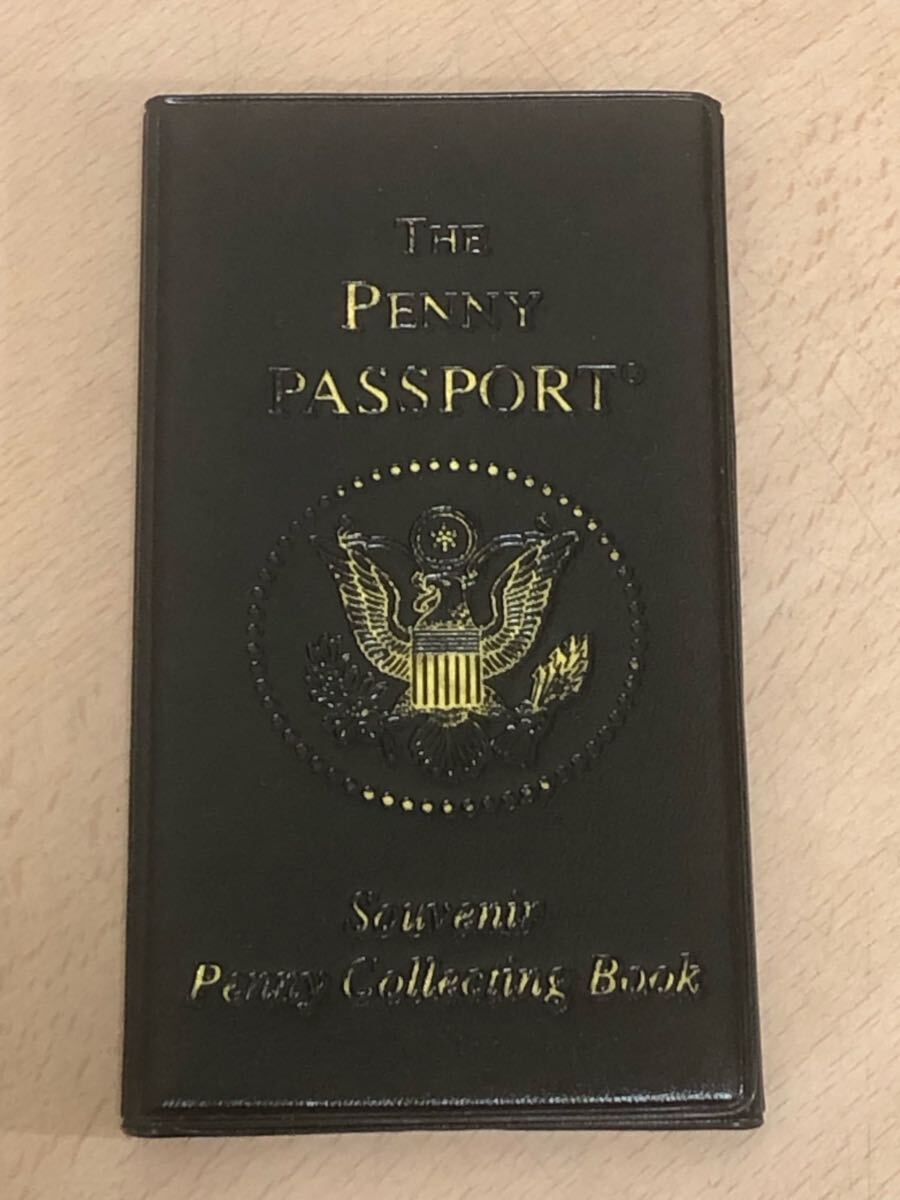 THE
PENNY
PASSPORT®
Souvenir
Penny Collecting Book